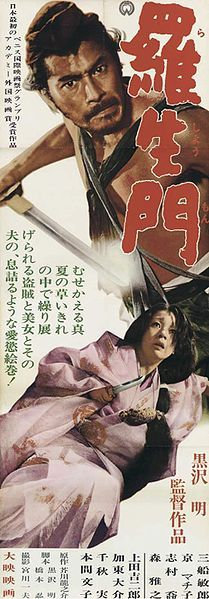 日本最初の
ベニス国際映画祭グランプリ
アカデミー外国映画賞受賞作品
羅生門
らしょうもん
むせかえる真
夏の草いきれ
の中で繰り展
げられる盗賊と美女とその
夫の、息詰るような愛慾絵巻!
黒沢 明
監督作品
三船敏郎
京 マチ子
志村 喬
森 雅之
上田吉二郎
加東大介
千秋 実
本間文子
原作 芥川龍之介
脚本 黒沢 明
橋本 忍
撮影 宮川一夫
大映映画